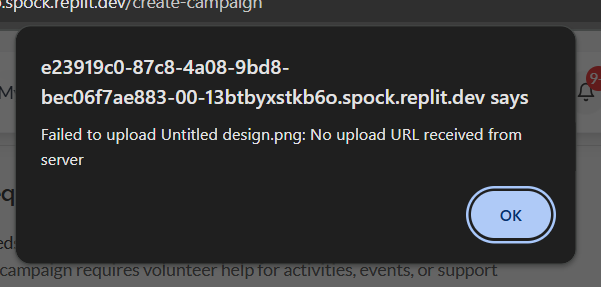 .spock.replit.dev/create-campaign
e23919c0-87c8-4a08-9bd8-
bec06f7ae883-00-13btbyxstkb6o.spock.replit.dev says
My
9+
Failed to upload Untitled design.png: No upload URL received from
server
OK
campaign requires volunteer help for activities, events, or support